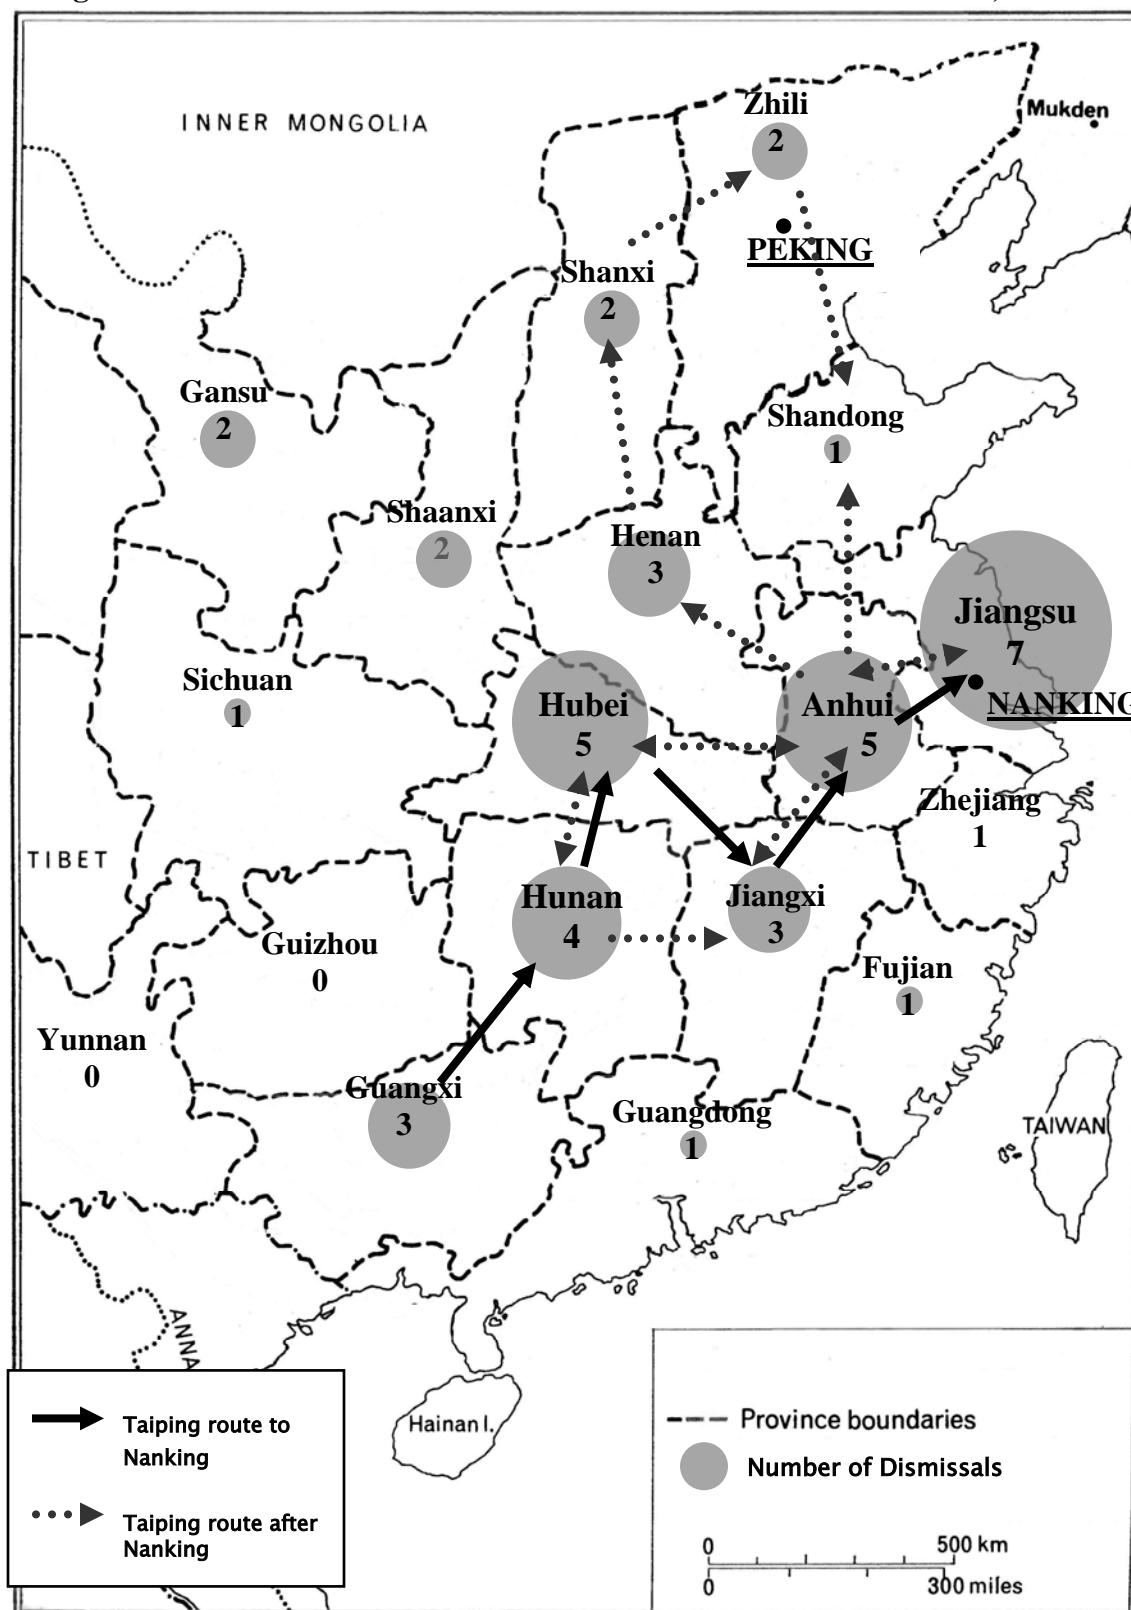 Zhili
2
Mukden
INNER MONGOLIA
PEKING
Shanxi
2
Gansu
2
Shandong
1
Shaanxi
2
Henan
3
Jiangsu
7
Sichuan
1
Hubei
5
Anhui
5
NANKING
Zhejiang
1
TIBET
Hunan
4
Jiangxi
3
Guizhou
0
Fujian
1
Yunnan
0
Guangxi
3
Guangdong
1
TAIWAN
ANNA
Hainan I.
Taiping route to
Nanking
Taiping route after
Nanking
Province boundaries
Number of Dismissals
0 500 km
0 300 miles